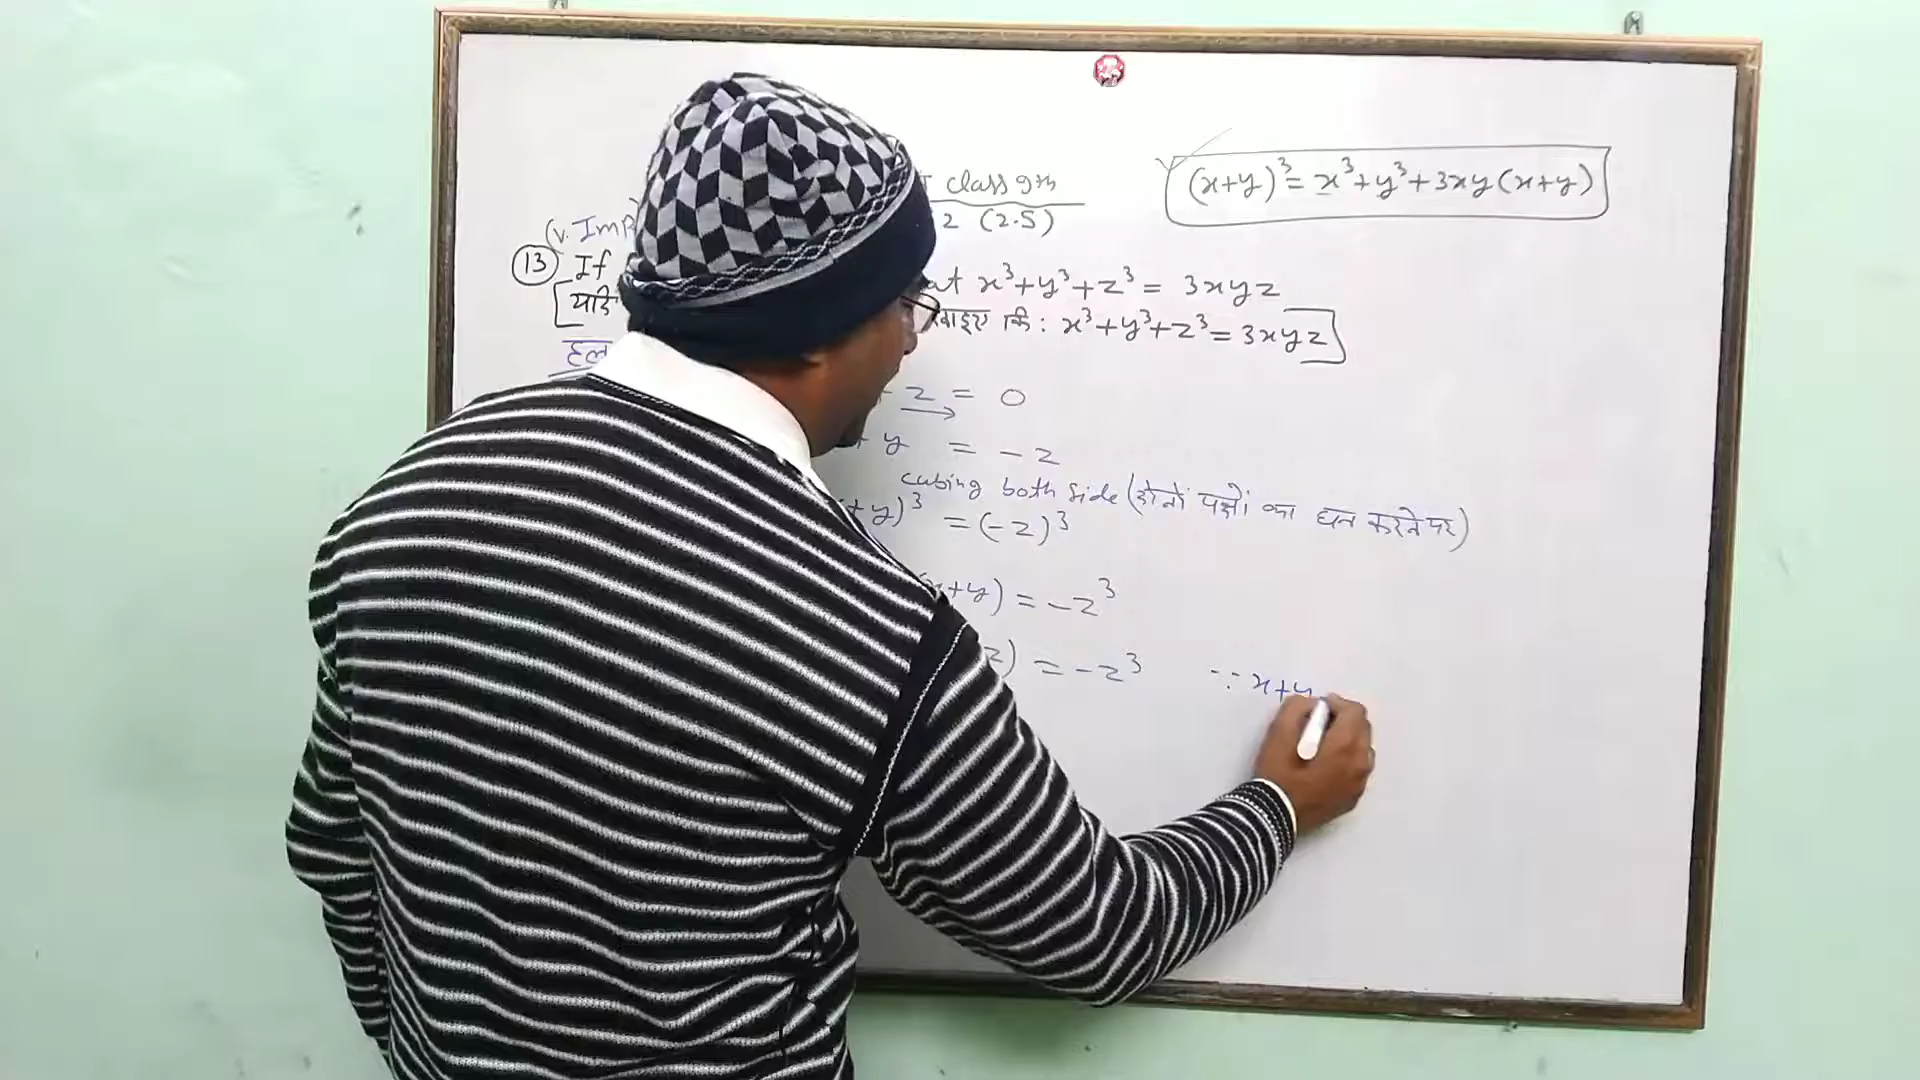 class 9th
2 (2.5)
(x+y)³= x³+y³+3xy(x+y)
(v. Imp
13 If at x³+y³+z³= 3xyz
[यदि कि: x³+y³+z³=3xyz]
हल
z = 0
+ y = -z
cubing both side (दोनों पक्षों का घन करने पर)
+ y)³ =(-z)³
(x+y) = -z³
z) = -z³ ∵ x+y